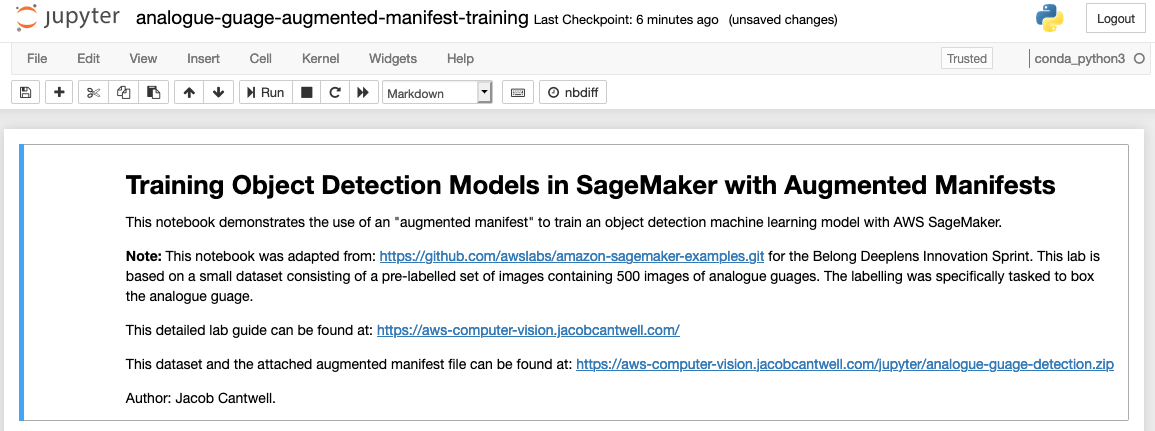 jupyter analogue-guage-augmented-manifest-training Last Checkpoint: 6 minutes ago (unsaved changes) Logout
File Edit View Insert Cell Kernel Widgets Help Trusted conda_python3
Run Markdown nbdiff
Training Object Detection Models in SageMaker with Augmented Manifests
This notebook demonstrates the use of an "augmented manifest" to train an object detection machine learning model with AWS SageMaker.
Note: This notebook was adapted from: https://github.com/awslabs/amazon-sagemaker-examples.git for the Belong Deeplens Innovation Sprint. This lab is
based on a small dataset consisting of a pre-labelled set of images containing 500 images of analogue guages. The labelling was specifically tasked to box
the analogue guage.
This detailed lab guide can be found at: https://aws-computer-vision.jacobcantwell.com/
This dataset and the attached augmented manifest file can be found at: https://aws-computer-vision.jacobcantwell.com/jupyter/analogue-guage-detection.zip
Author: Jacob Cantwell.